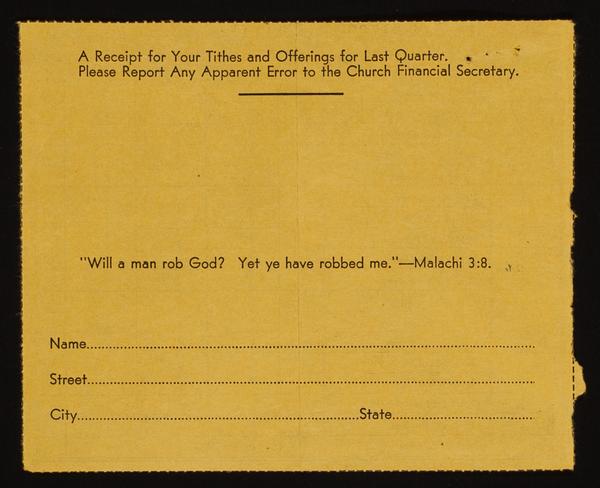 A Receipt for Your Tithes and Offerings for Last Quarter.
Please Report Any Apparent Error to the Church Financial Secretary.
"Will a man rob God? Yet ye have robbed me."—Malachi 3:8.
Name
Street
City State